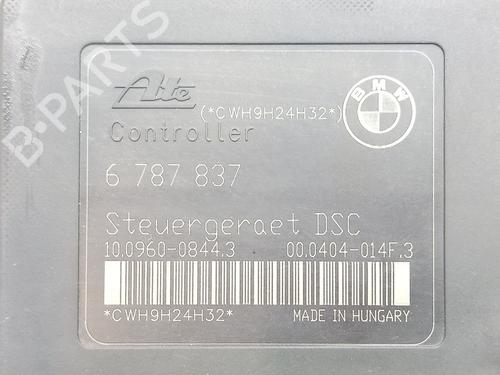 B-PARTS
Ate
(*CWH9H24H32*)
BMW
Controller
6 787 837
Steuergeraet DSC
10.0960-0844.3 00.0404-014F.3
*CWH9H24H32* MADE IN HUNGARY